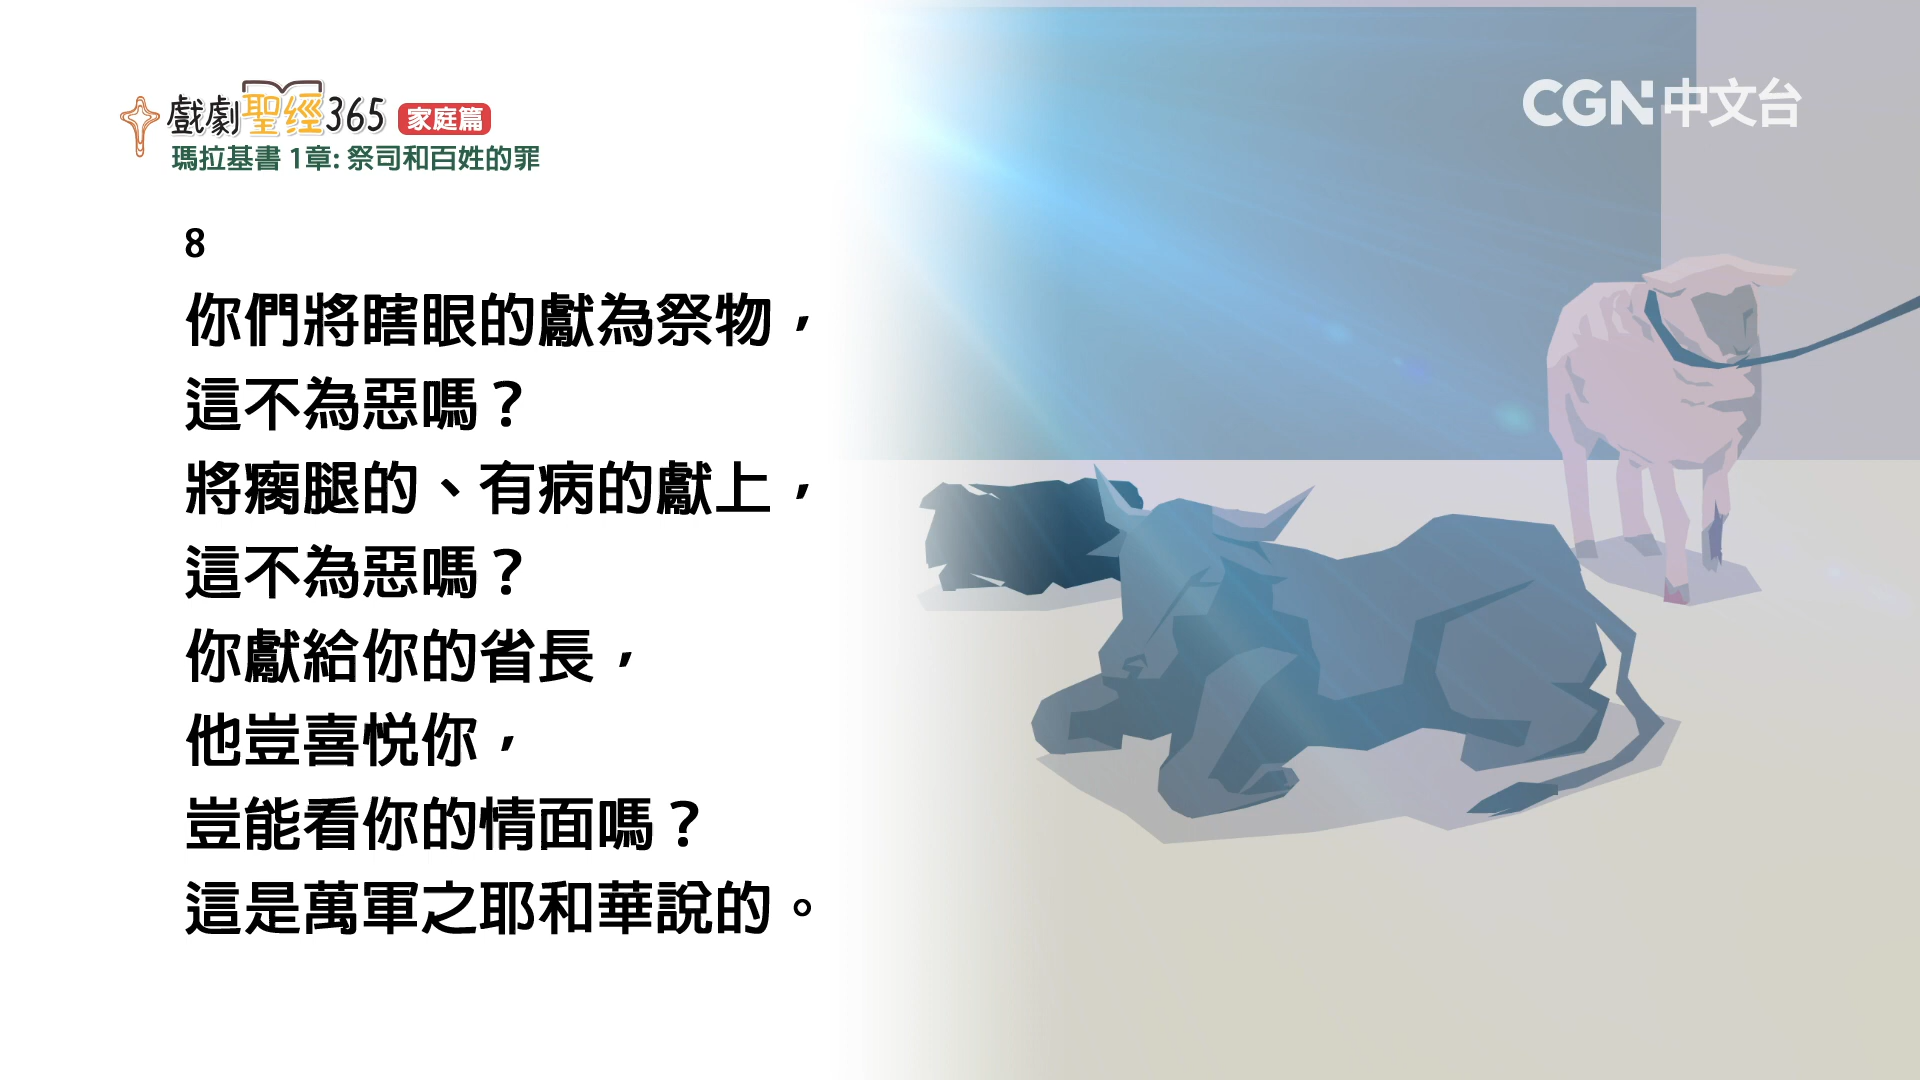 戲劇聖經365 家庭篇
CGN中文台
瑪拉基書 1章: 祭司和百姓的罪
8
你們將瞎眼的獻為祭物，
這不為惡嗎？
將瘸腿的、有病的獻上，
這不為惡嗎？
你獻給你的省長，
他豈喜悅你，
豈能看你的情面嗎？
這是萬軍之耶和華說的。